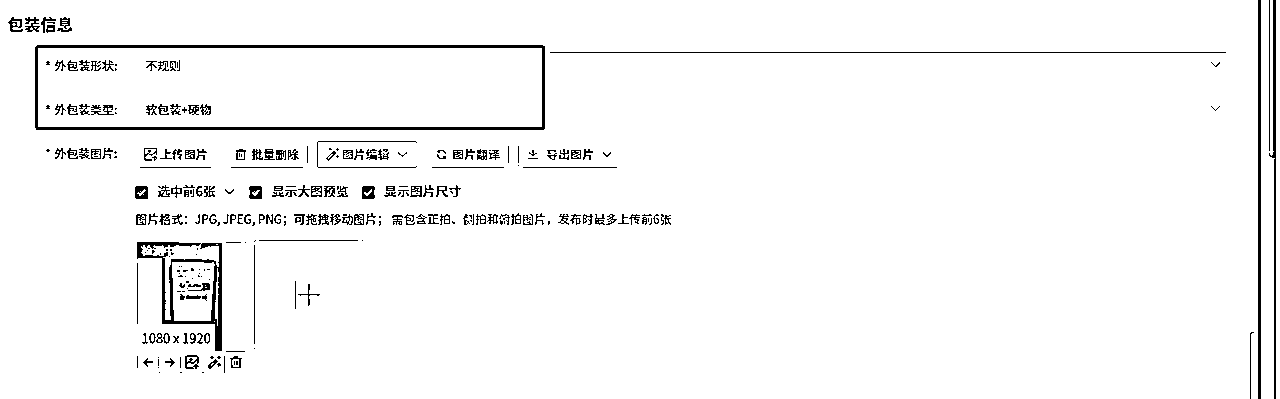 包装信息
* 外包装形状: 不规则
* 外包装类型: 软包装+硬物
* 外包装图片: 上传图片 批量删除 图片编辑 图片翻译 导出图片
选中前6张 显示大图预览 显示图片尺寸
图片格式: JPG, JPEG, PNG; 可拖拽移动图片; 需包含正拍、侧拍和俯拍图片，发布时最多上传前6张
1080 x 1920